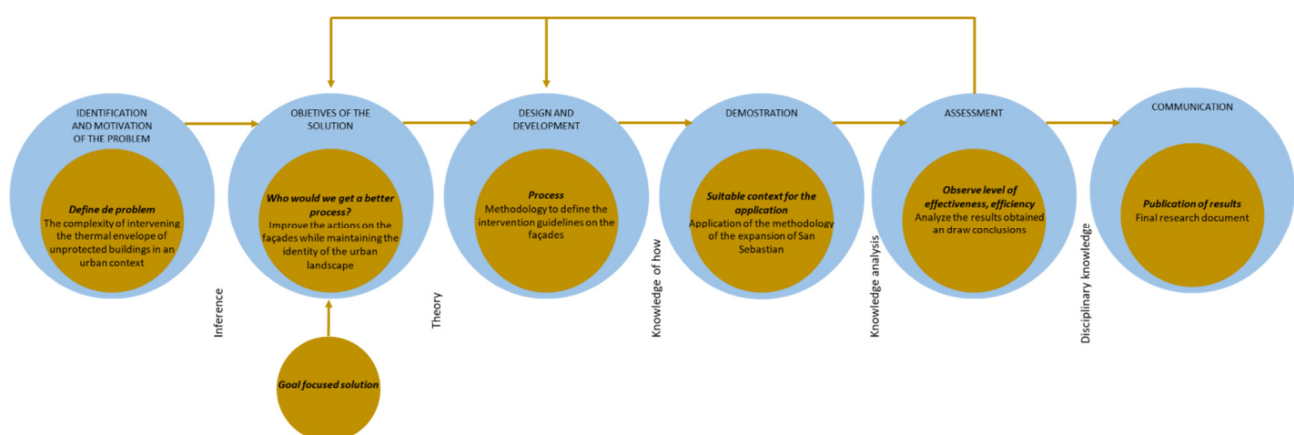 IDENTIFICATION
AND MOTIVATION
OF THE PROBLEM
Define de problem
The complexity of intervening
the thermal envelope of
unprotected buildings in an
urban context
Inference
OBJETIVES OF THE
SOLUTION
Who would we get a better
process?
Improve the actions on the
façades while maintaining the
identity of the urban
landscape
Goal focused solution
Theory
DESIGN AND
DEVELOPMENT
Process
Methodology to define the
intervention guidelines on the
façades
Knowledge of how
DEMOSTRATION
Suitable context for the
application
Application of the methodology
of the expansion of San
Sebastian
Knowledge analysis
ASSESSMENT
Observe level of
effectiveness, efficiency
Analyze the results obtained
an draw conclusions
Disciplinary knowledge
COMMUNICATION
Publication of results
Final research document